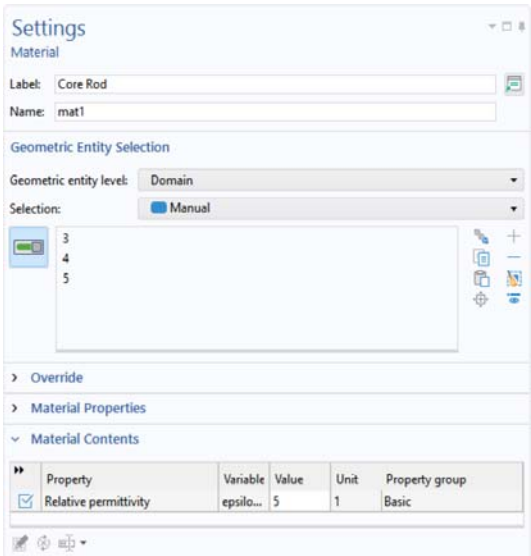 Settings
Material
Label: Core Rod
Name: mat1
Geometric Entity Selection
Geometric entity level: Domain
Selection: Manual
3
4
5
Override
Material Properties
Material Contents
Property Variable Value Unit Property group
Relative permittivity epsilo... 5 1 Basic